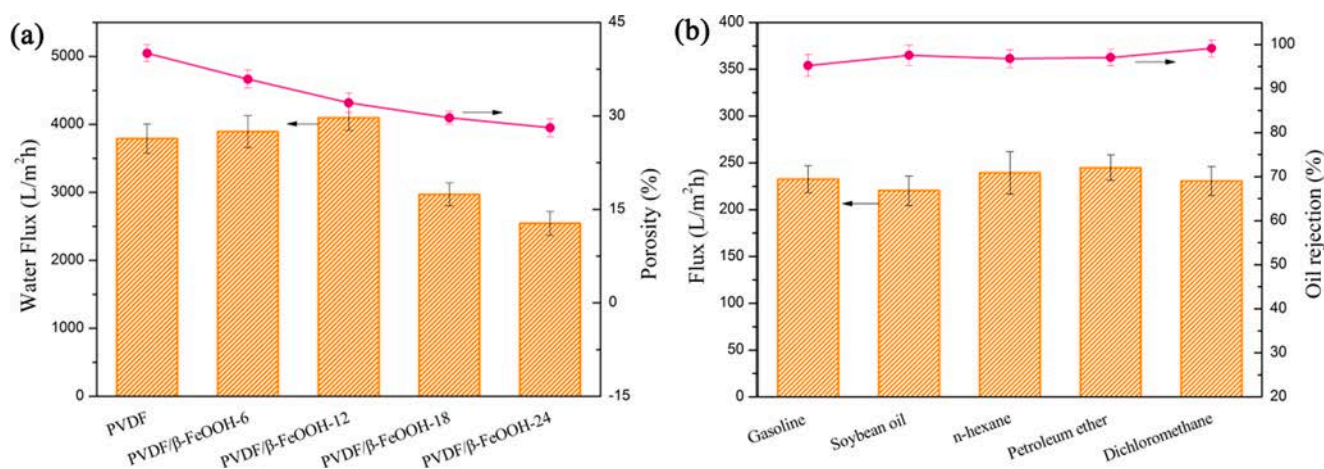 (a)
Water Flux (L/m²h)
5000
4000
3000
2000
1000
0
45
30
15
0
-15
Porosity (%)
PVDF
PVDF/β-FeOOH-6
PVDF/β-FeOOH-12
PVDF/β-FeOOH-18
PVDF/β-FeOOH-24
(b)
Flux (L/m²h)
400
350
300
250
200
150
100
50
0
100
90
80
70
60
50
40
30
20
Oil rejection (%)
Gasoline
Soybean oil
n-hexane
Petroleum ether
Dichloromethane